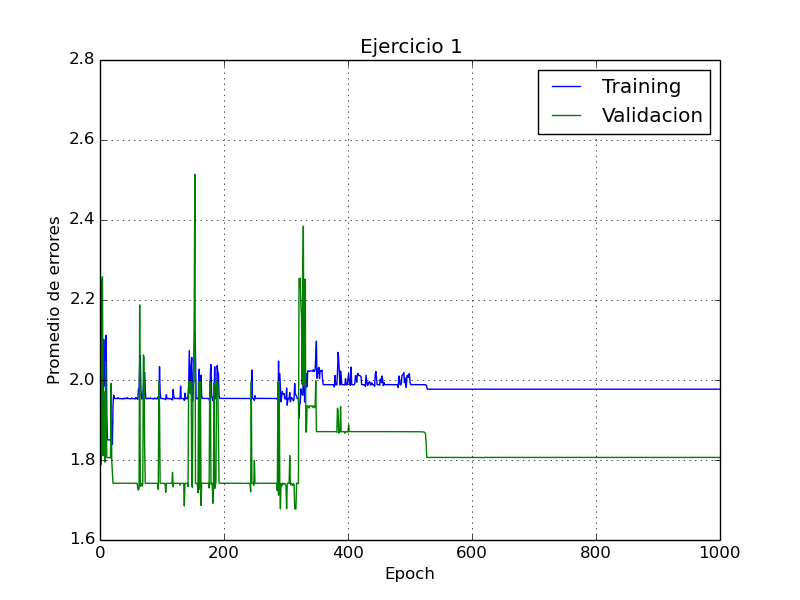 Ejercicio 1
Training
Validacion
Promedio de errores
2.8
2.6
2.4
2.2
2.0
1.8
1.6
0 200 400 600 800 1000
Epoch